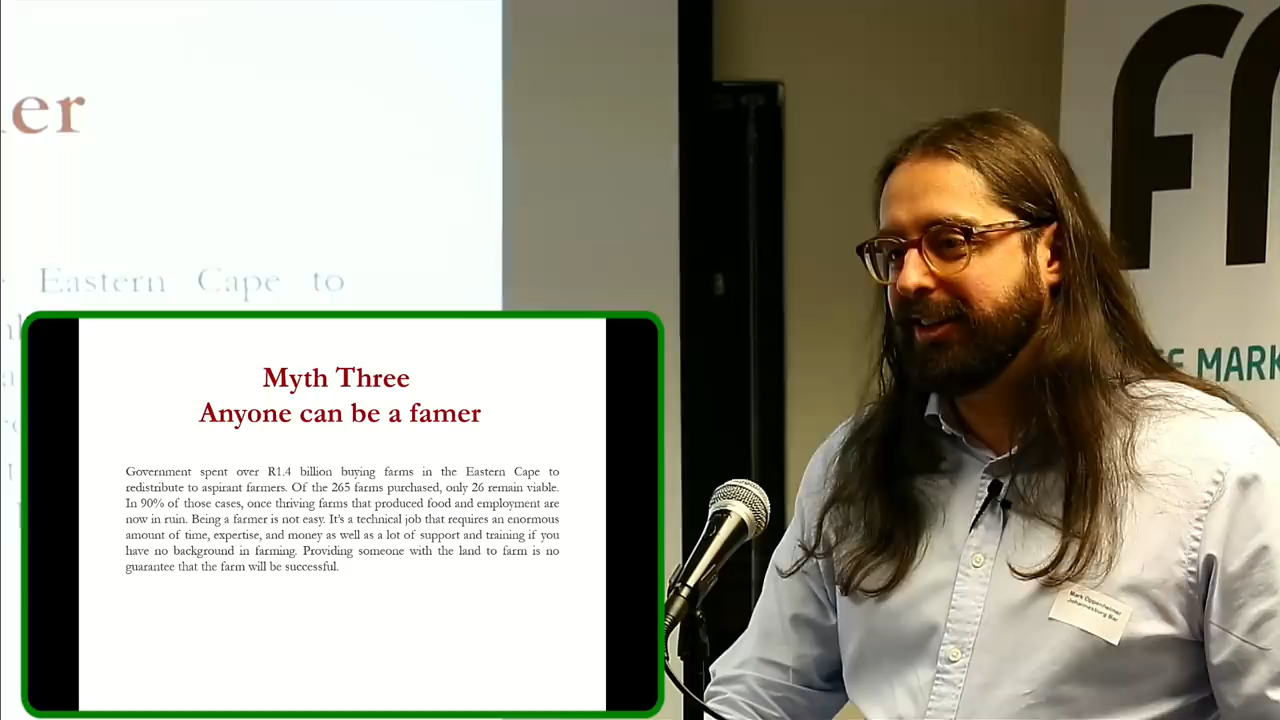 er
Eastern Cape to
Myth Three
Anyone can be a famer
Government spent over R1.4 billion buying farms in the Eastern Cape to
redistribute to aspirant farmers. Of the 265 farms purchased, only 26 remain viable.
In 90% of those cases, once thriving farms that produced food and employment are
now in ruin. Being a farmer is not easy. It's a technical job that requires an enormous
amount of time, expertise, and money as well as a lot of support and training if you
have no background in farming. Providing someone with the land to farm is no
guarantee that the farm will be successful.
MARK
Mark Oppenheimer
Johannesburg Bar